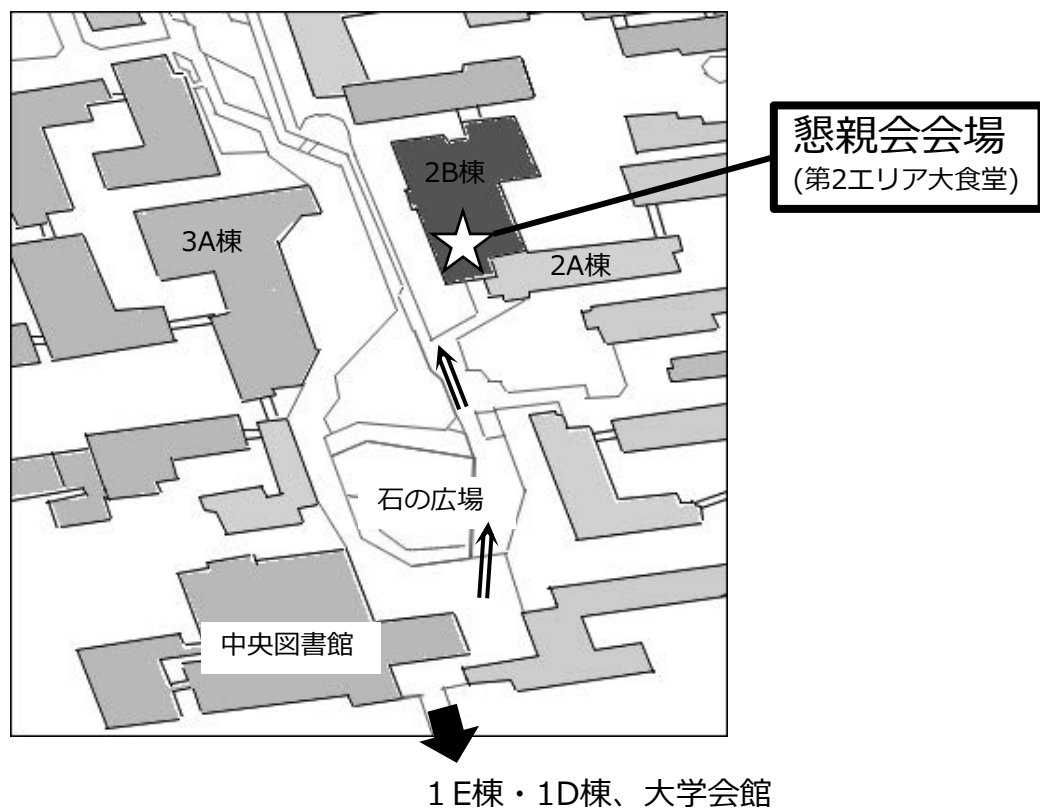 懇親会会場
(第2エリア大食堂)
2B棟
3A棟
2A棟
石の広場
中央図書館
１E棟・1D棟、大学会館